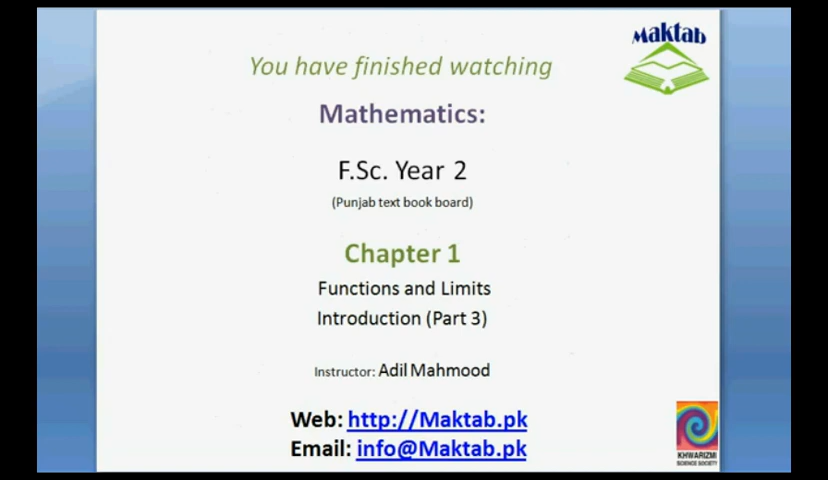 Maktab
You have finished watching
Mathematics:
F.Sc. Year 2
(Punjab text book board)
Chapter 1
Functions and Limits
Introduction (Part 3)
Instructor: Adil Mahmood
Web: http://Maktab.pk
Email: info@Maktab.pk
KHWARIZMI
SCIENCE SOCIETY